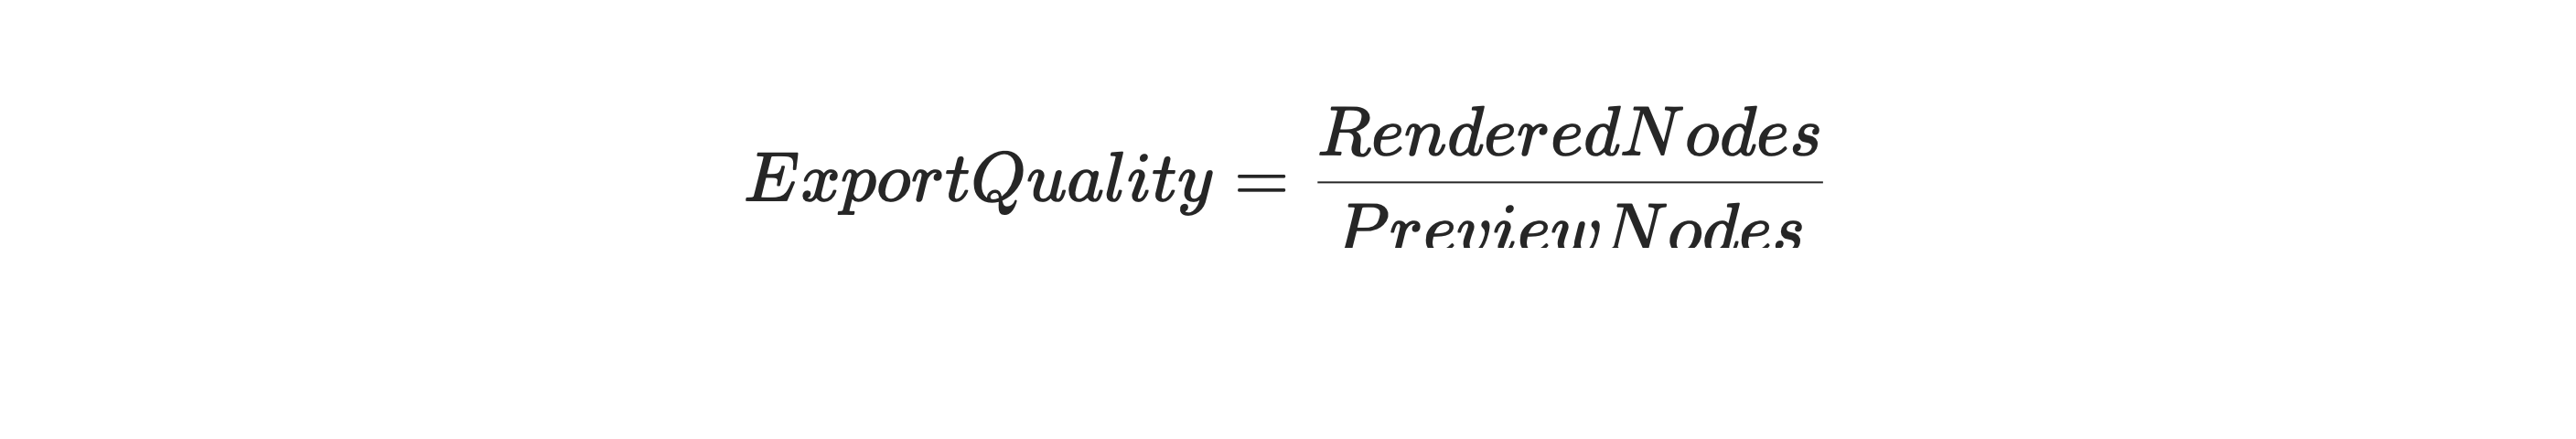 ExportQuality = RenderedNodes / PreviewNodes